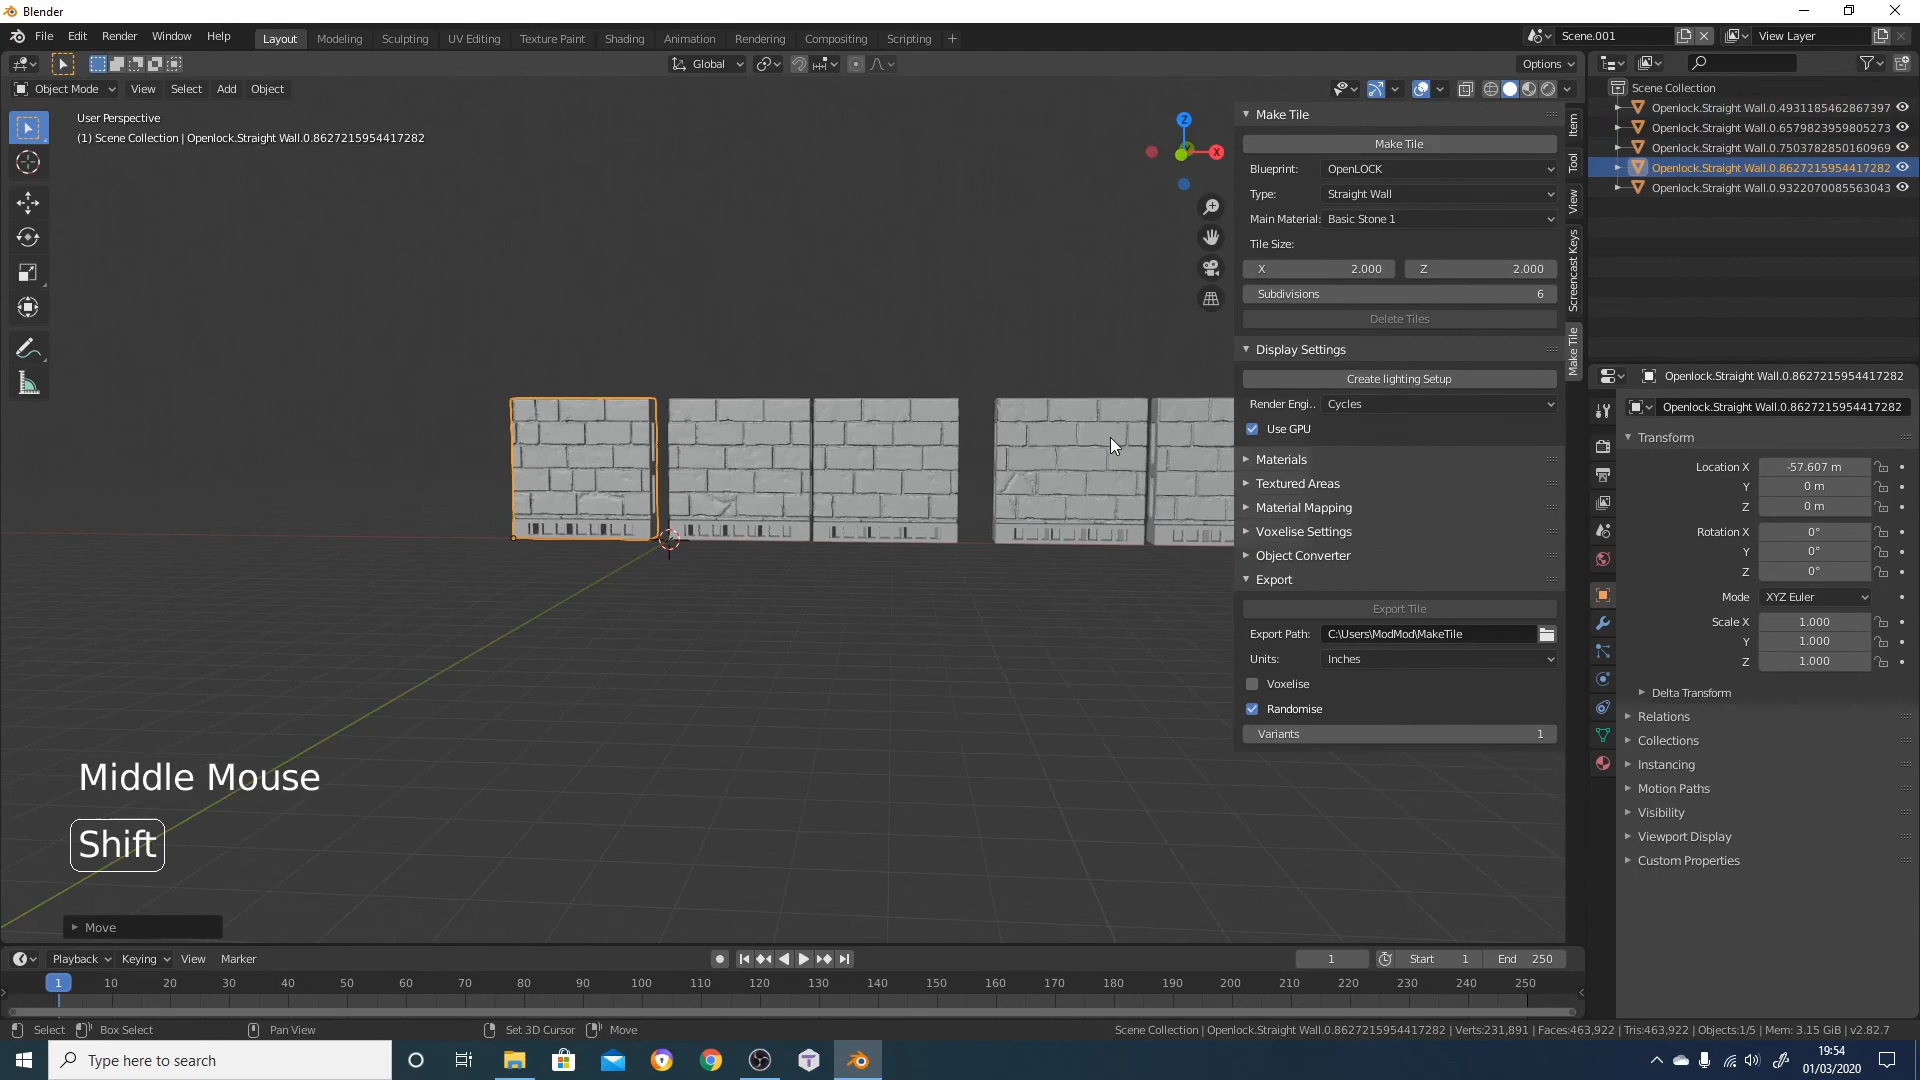 Blender
File Edit Render Window Help
Layout Modeling Sculpting UV Editing Texture Paint Shading Animation Rendering Compositing Scripting +
Scene.001
View Layer
Global
Options
Object Mode View Select Add Object
User Perspective
(1) Scene Collection | Openlock.Straight Wall.0.8627215954417282
Z
X
Make Tile
Make Tile
Blueprint: OpenLOCK
Type: Straight Wall
Main Material: Basic Stone 1
Tile Size:
X 2.000 Z 2.000
Subdivisions 6
Delete Tiles
Display Settings
Create lighting Setup
Render Engi.. Cycles
Use GPU
Materials
Textured Areas
Material Mapping
Voxelise Settings
Object Converter
Export
Export Tile
Export Path: C:\Users\ModMod\MakeTile
Units: Inches
Voxelise
Randomise
Variants 1
Item
Tool
View
Screencast Keys
Make Tile
Scene Collection
Openlock.Straight Wall.0.4931185462867397
Openlock.Straight Wall.0.6579823959805273
Openlock.Straight Wall.0.7503782850160969
Openlock.Straight Wall.0.8627215954417282
Openlock.Straight Wall.0.9322070085563043
Openlock.Straight Wall.0.8627215954417282
Openlock.Straight Wall.0.8627215954417282
Transform
Location X -57.607 m
Y 0 m
Z 0 m
Rotation X 0°
Y 0°
Z 0°
Mode XYZ Euler
Scale X 1.000
Y 1.000
Z 1.000
Delta Transform
Relations
Collections
Instancing
Motion Paths
Visibility
Viewport Display
Custom Properties
Middle Mouse
Shift
Move
Playback Keying View Marker
1 Start 1 End 250
1 10 20 30 40 50 60 70 80 90 100 110 120 130 140 150 160 170 180 190 200 210 220 230 240 250
Select Box Select Pan View Set 3D Cursor Move
Scene Collection | Openlock.Straight Wall.0.8627215954417282 | Verts:231,891 | Faces:463,922 | Tris:463,922 | Objects:1/5 | Mem: 3.15 GiB | v2.82.7
Type here to search
19:54
01/03/2020